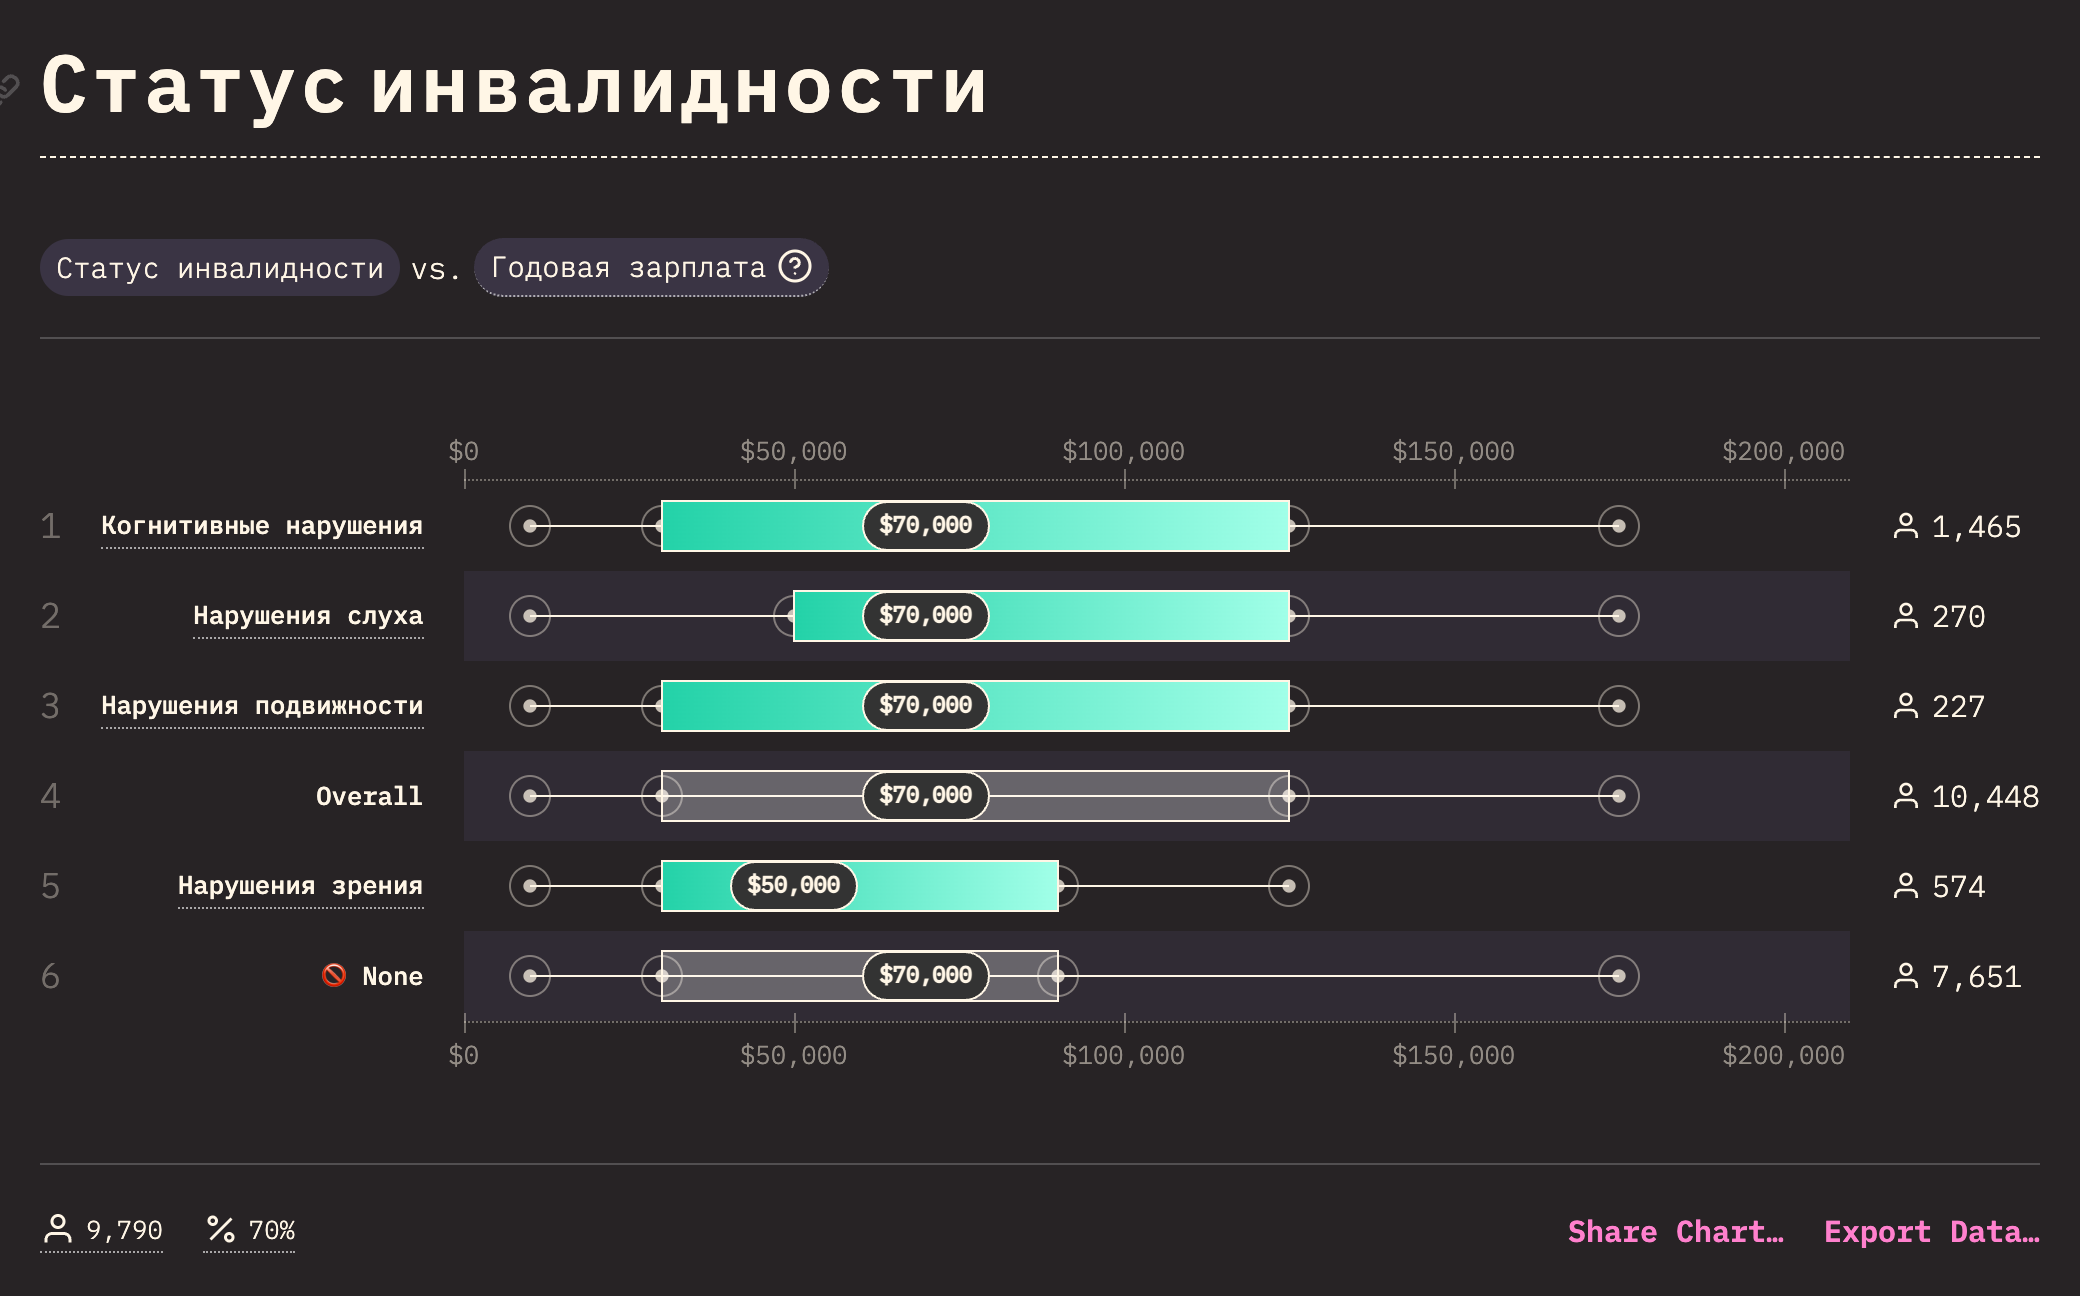 Статус инвалидности
Статус инвалидности vs. Годовая зарплата ?
$0 $50,000 $100,000 $150,000 $200,000
1 Когнитивные нарушения $70,000 1,465
2 Нарушения слуха $70,000 270
3 Нарушения подвижности $70,000 227
4 Overall $70,000 10,448
5 Нарушения зрения $50,000 574
6 🚫 None $70,000 7,651
$0 $50,000 $100,000 $150,000 $200,000
9,790 % 70% Share Chart… Export Data…